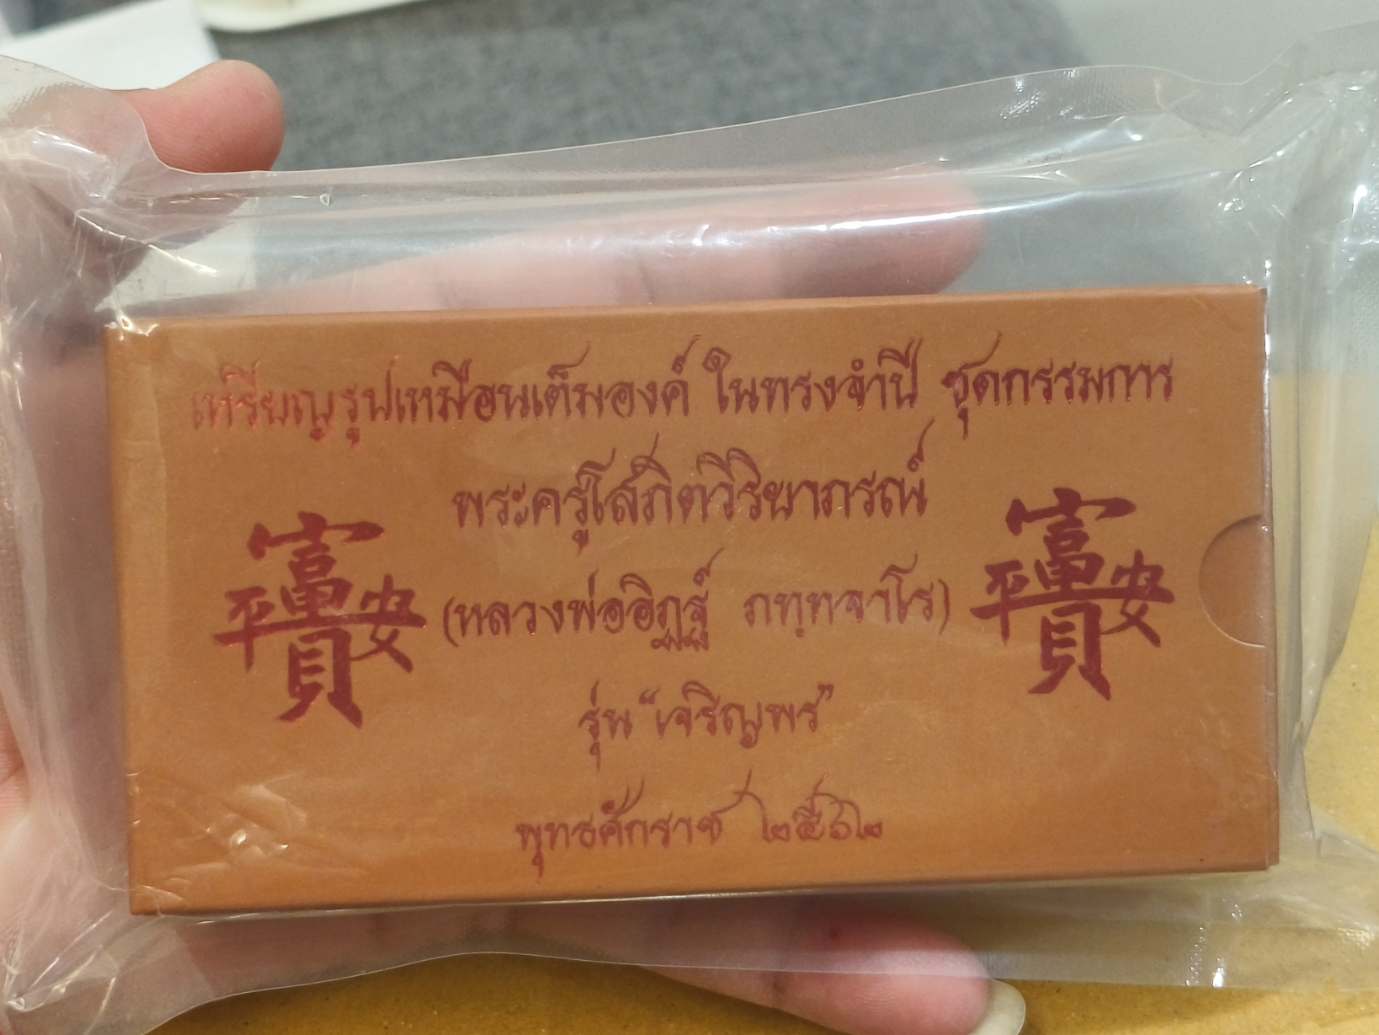 เหรียญรูปเหมือนเต็มองค์ ในทรงจำปี ชุดกรรมการ
พระครูโสภิตวิริยาภรณ์
(หลวงพ่ออิฏฐ์ ภทฺทจาโร)
รุ่น "เจริญพร"
พุทธศักราช ๒๕๖๒
平 安
平 安